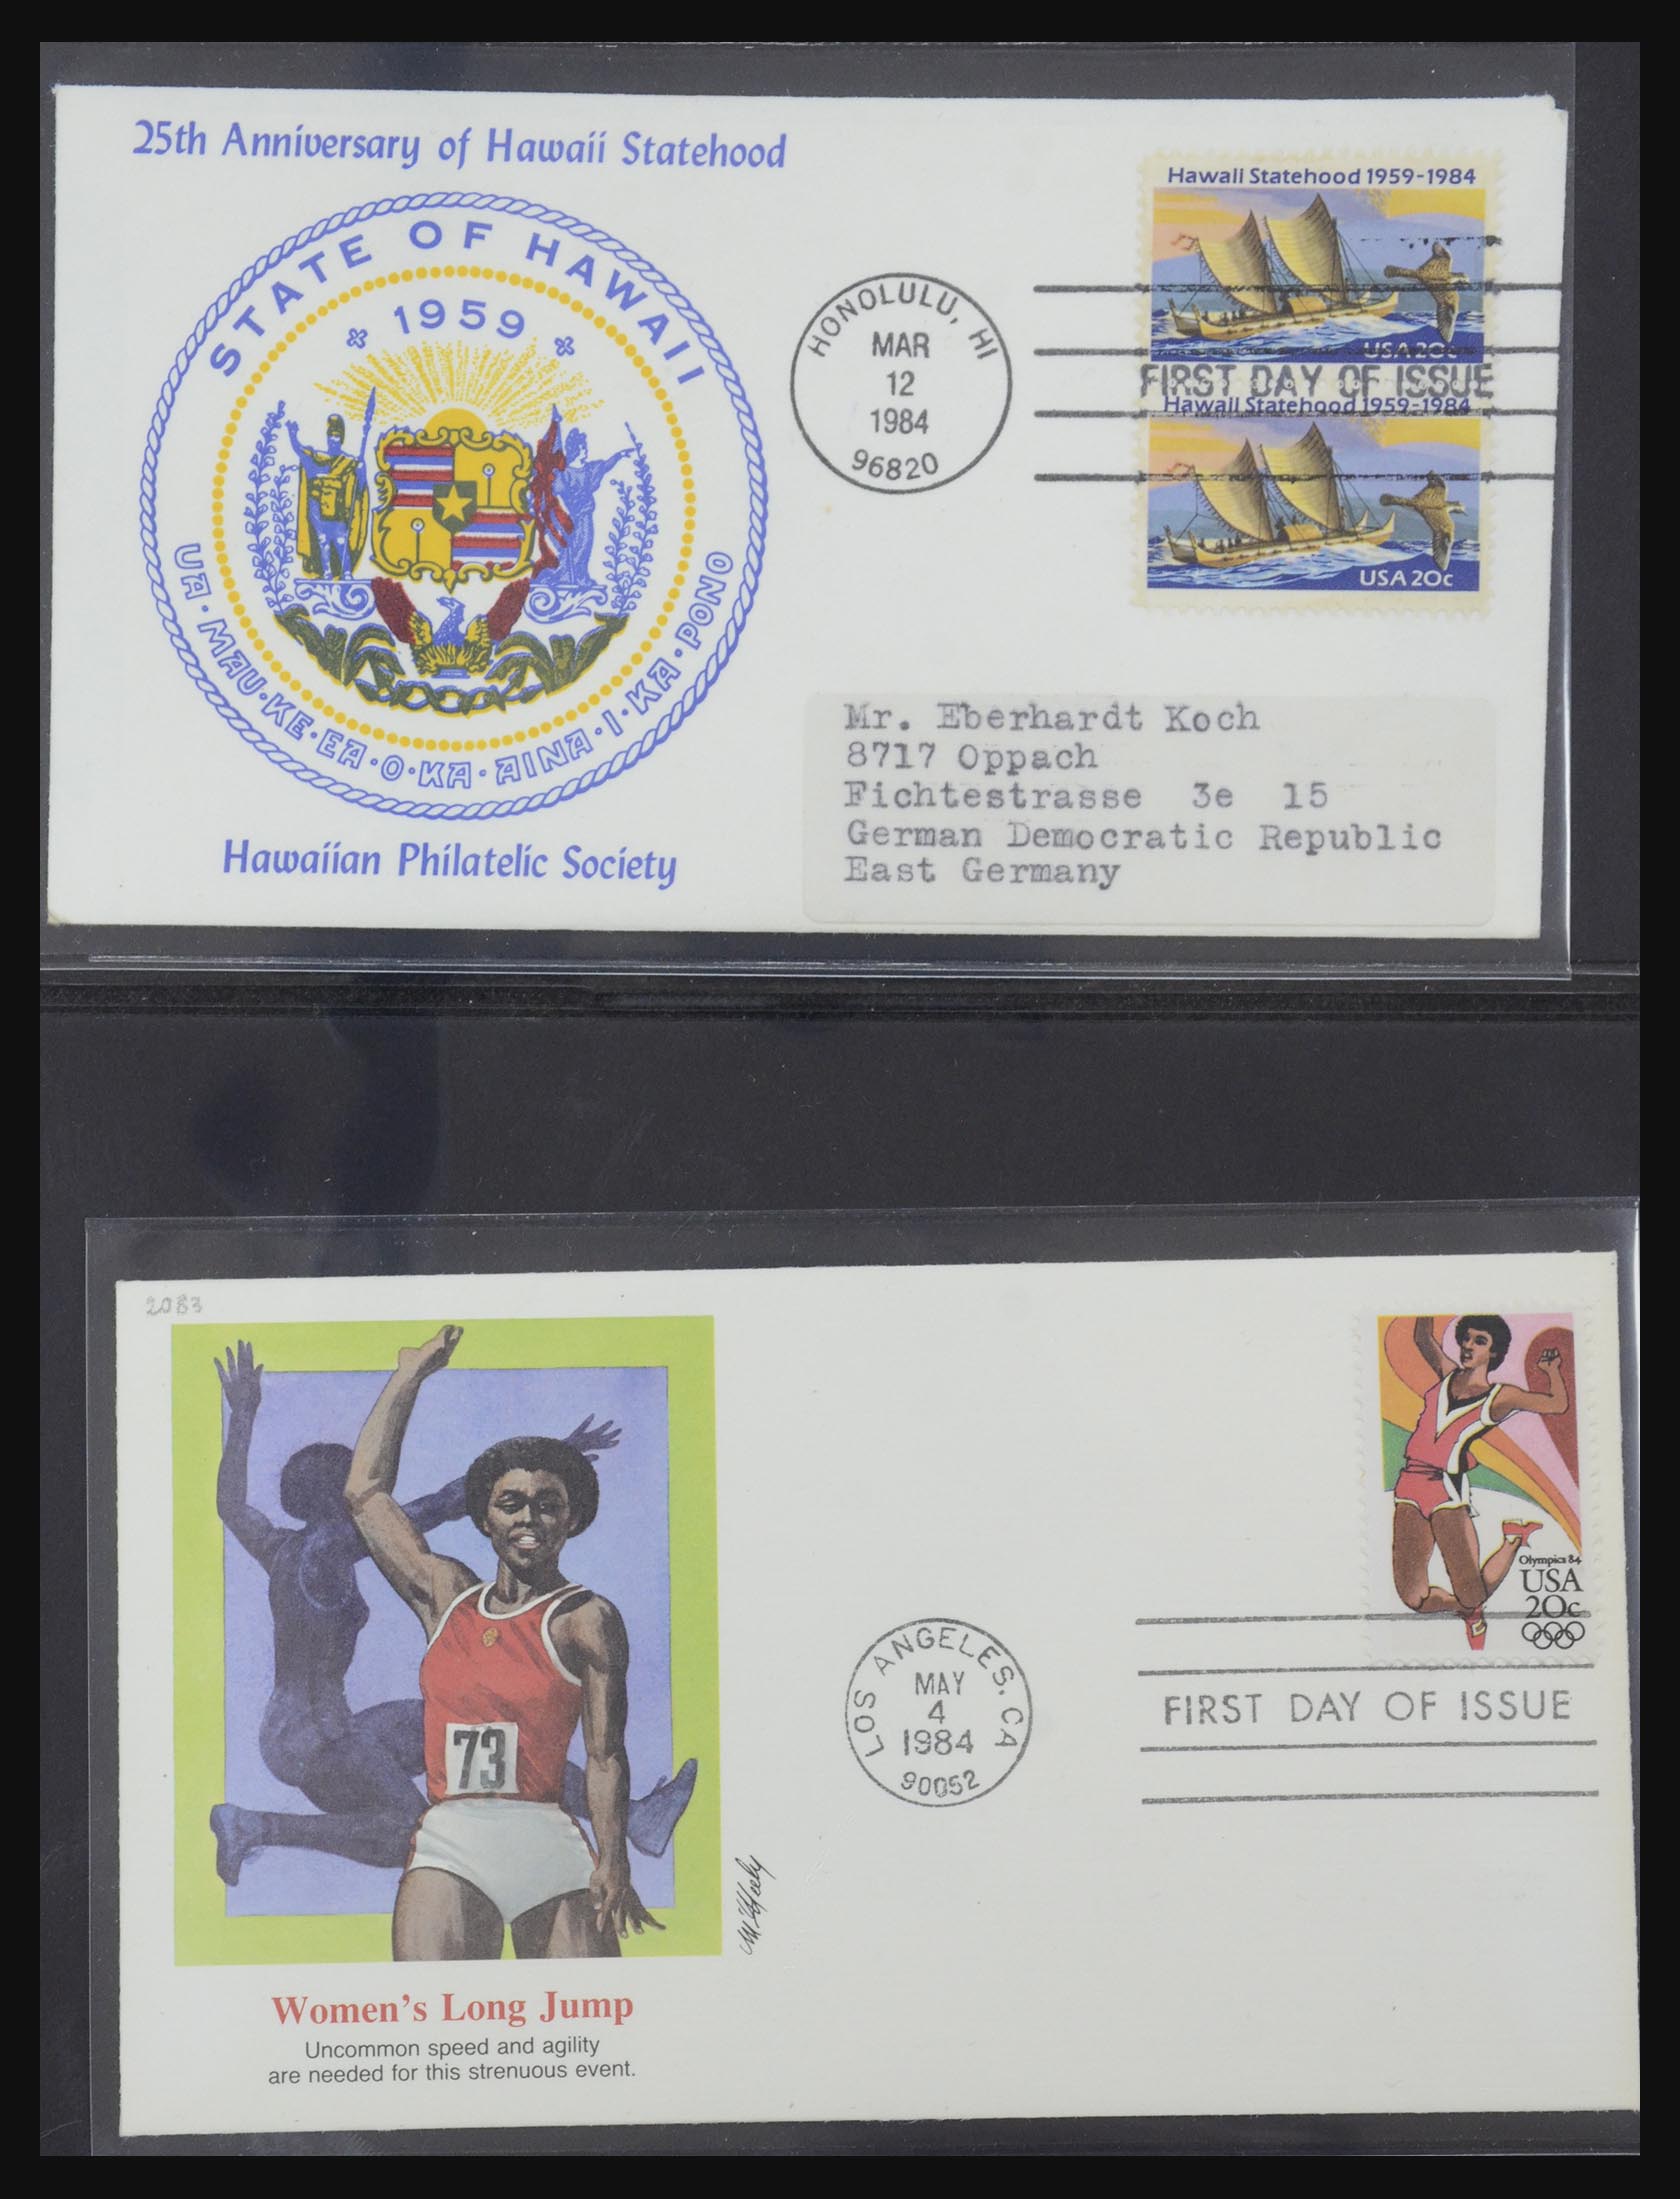 25th Anniversary of Hawaii Statehood
STATE OF HAWAII
1959
UA·MAU·KE·EA·O·KA·AINA·I·KA·PONO
Hawaiian Philatelic Society
HONOLULU, HI
MAR
12
1984
96820
Hawaii Statehood 1959-1984
USA 20c
FIRST DAY OF ISSUE
Hawaii Statehood 1959-1984
USA 20c
Mr. Eberhardt Koch
8717 Oppach
Fichtestrasse 3e 15
German Democratic Republic
East Germany
2083
73
Women's Long Jump
Uncommon speed and agility
are needed for this strenuous event.
LOS ANGELES, CA
MAY
4
1984
90052
Olympics 84
USA
20c
FIRST DAY OF ISSUE